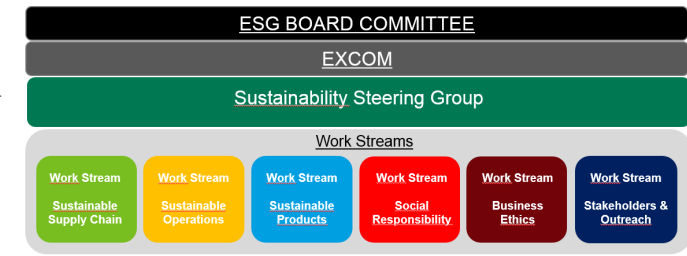 ESG BOARD COMMITTEE
EXCOM
Sustainability Steering Group
Work Streams
Work Stream
Sustainable
Supply Chain
Work Stream
Sustainable
Operations
Work Stream
Sustainable
Products
Work Stream
Social
Responsibility
Work Stream
Business
Ethics
Work Stream
Stakeholders &
Outreach